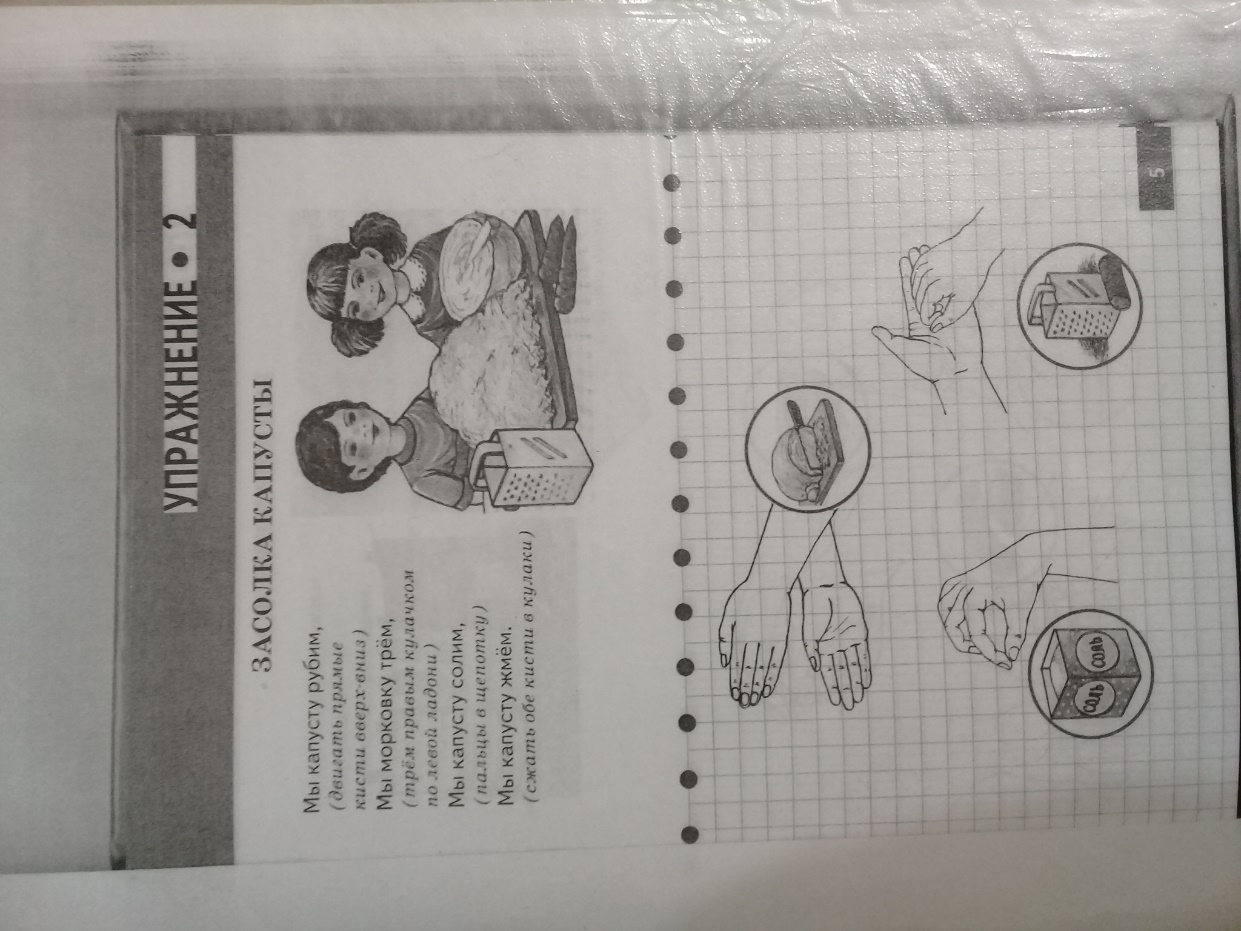 УПРАЖНЕНИЕ • 2
ЗАСОЛКА КАПУСТЫ
Мы капусту рубим,
(двигать прямые
кисти вверх-вниз)
Мы морковку трём,
(трём правым кулачком
по левой ладони)
Мы капусту солим,
(пальцы в щепотку)
Мы капусту жмём.
(сжать обе кисти в кулаки)
СОЛЬ
СОЛЬ
5